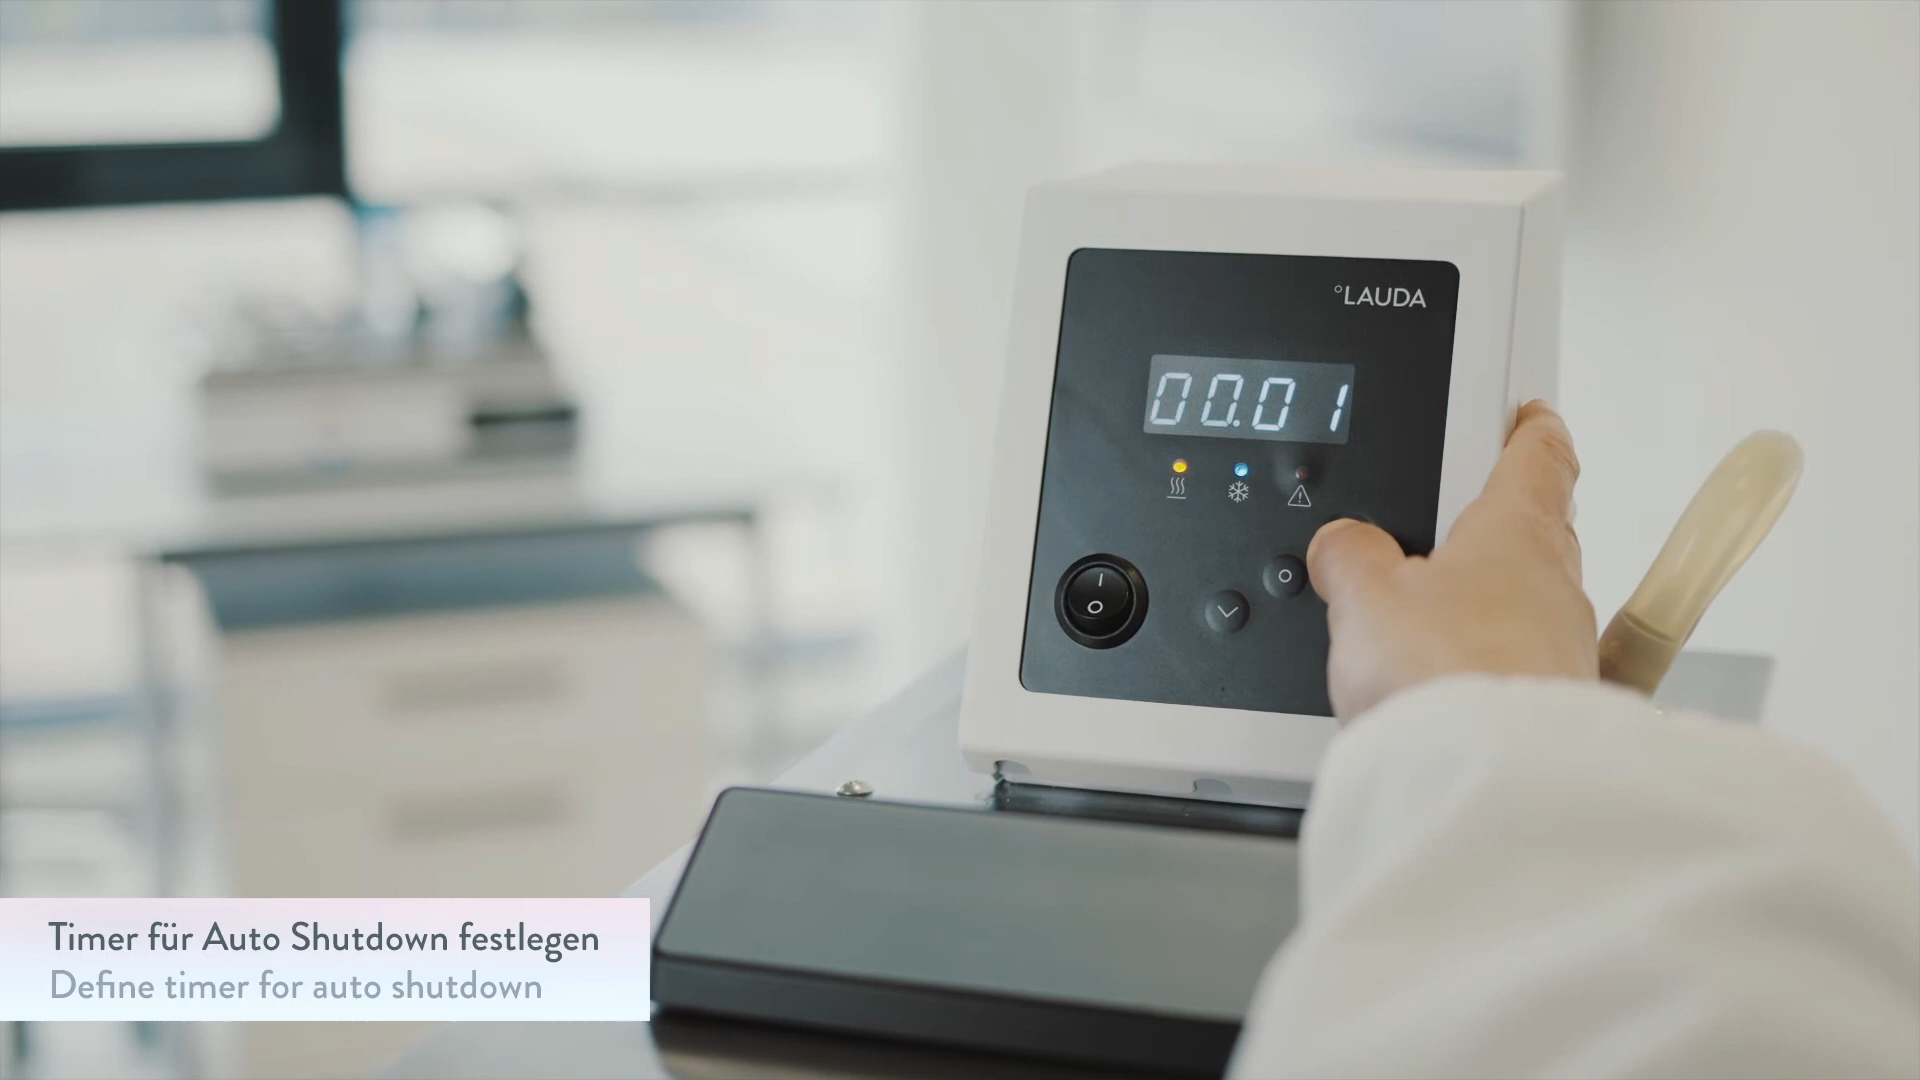 °LAUDA
00.01
I
O
O
Timer für Auto Shutdown festlegen
Define timer for auto shutdown